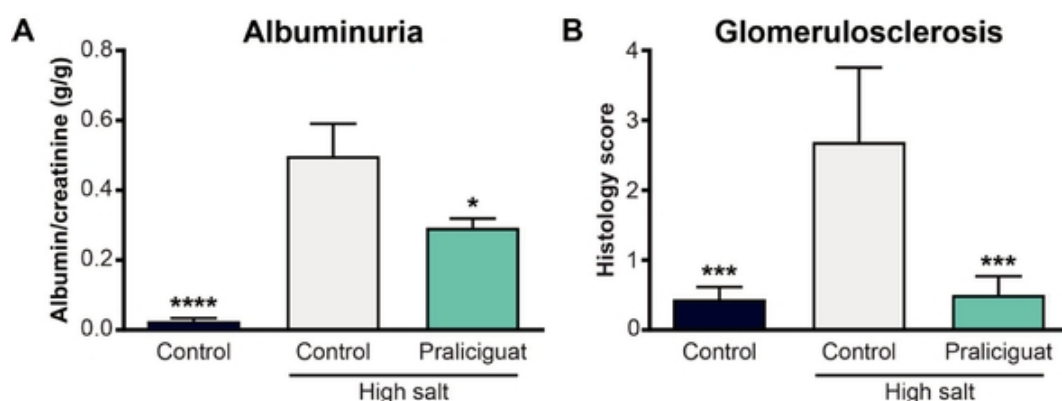 A
Albuminuria
Albumin/creatinine (g/g)
0.8
0.6
0.4
0.2
0.0
****
*
Control
Control
Praliciguat
High salt
B
Glomerulosclerosis
Histology score
4
3
2
1
0
***
***
Control
Control
Praliciguat
High salt